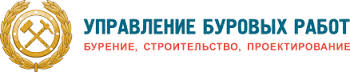 УПРАВЛЕНИЕ БУРОВЫХ РАБОТ
БУРЕНИЕ, СТРОИТЕЛЬСТВО, ПРОЕКТИРОВАНИЕ